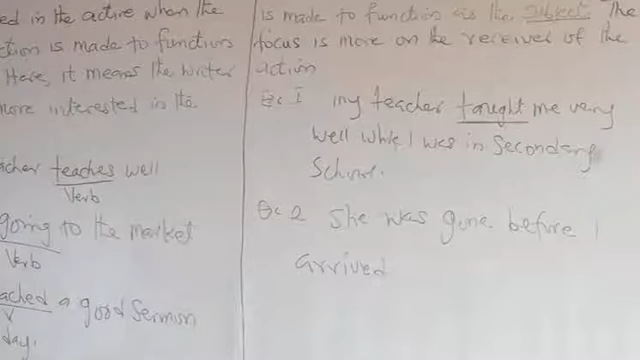 ed in the active when the
ction is made to functions
Here, it means the writer
more interested in the
acher teaches well
Verb
going to the market
Verb
ached a good Sermon
V
day.
is made to function as the subject. The
focus is more on the receiver of the
action
Ex 1 my teacher taught me very
well while I was in Secondary
School.
Ex 2 She was gone before I
arrived